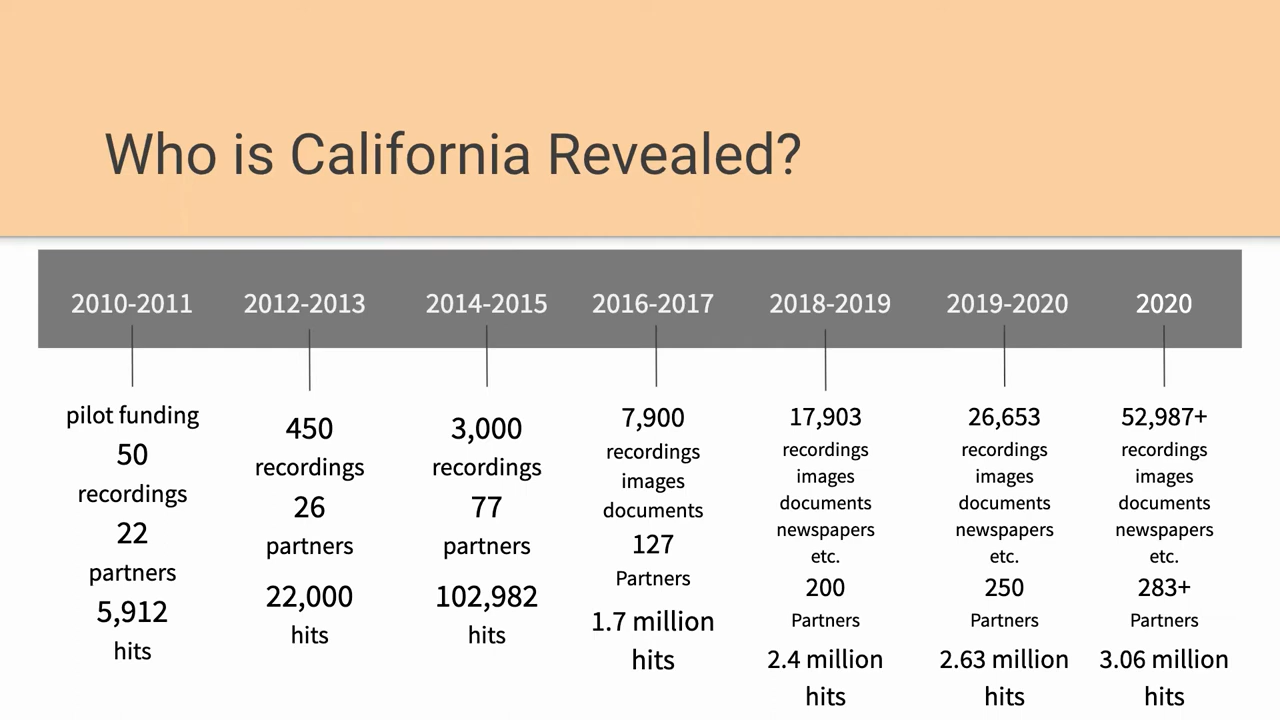 Who is California Revealed?
2010-2011
2012-2013
2014-2015
2016-2017
2018-2019
2019-2020
2020
pilot funding
50
recordings
22
partners
5,912
hits
450
recordings
26
partners
22,000
hits
3,000
recordings
77
partners
102,982
hits
7,900
recordings
images
documents
127
Partners
1.7 million
hits
17,903
recordings
images
documents
newspapers
etc.
200
Partners
2.4 million
hits
26,653
recordings
images
documents
newspapers
etc.
250
Partners
2.63 million
hits
52,987+
recordings
images
documents
newspapers
etc.
283+
Partners
3.06 million
hits